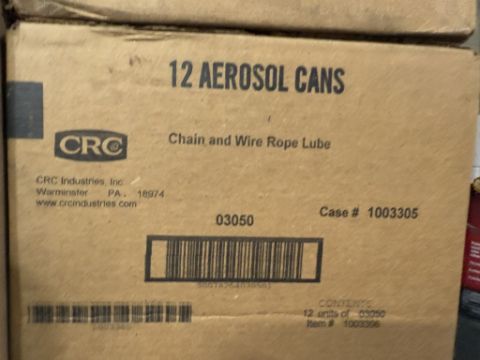 12 AEROSOL CANS
CRC
Chain and Wire Rope Lube
CRC Industries, Inc
Warminster PA. 18974
www.crcindustries.com
03050
Case # 1003305
CONTENTS
12 units of 03050
Item #